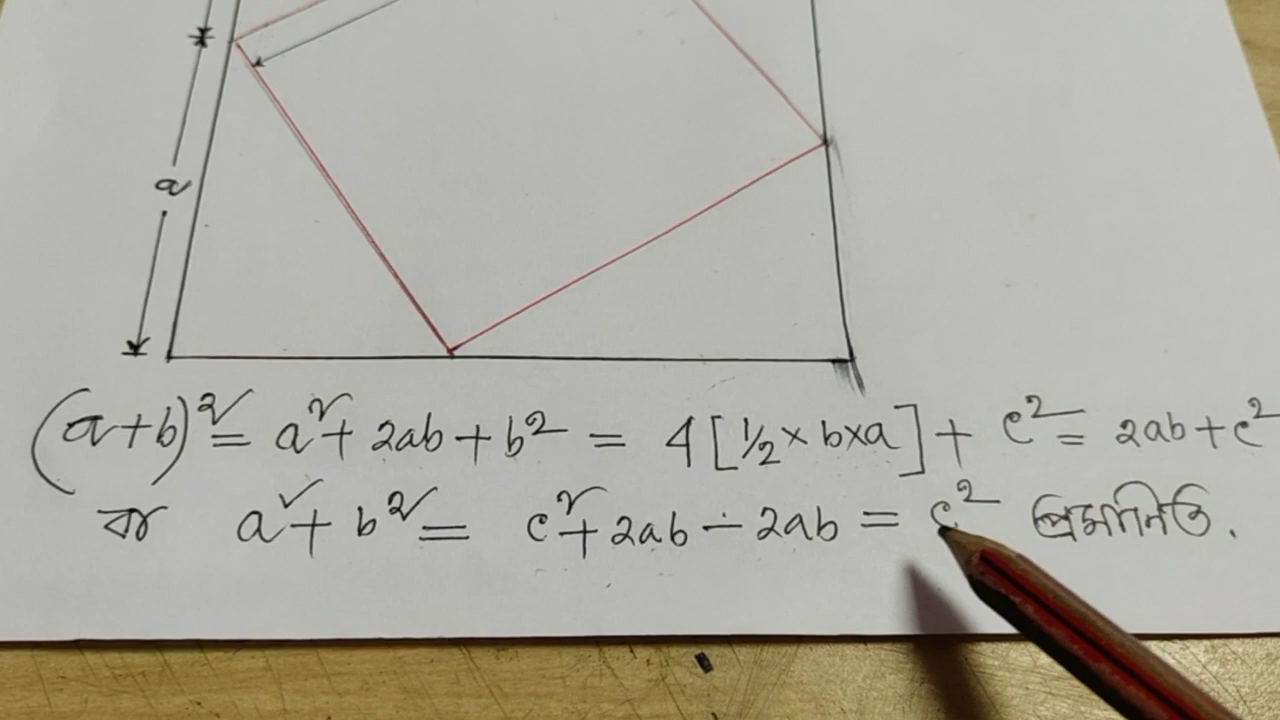 a
(a+b)² = a² + 2ab + b² = 4[½ × b×a] + c² = 2ab + c²
বা a² + b² = c² + 2ab - 2ab = c² প্রমানিত.